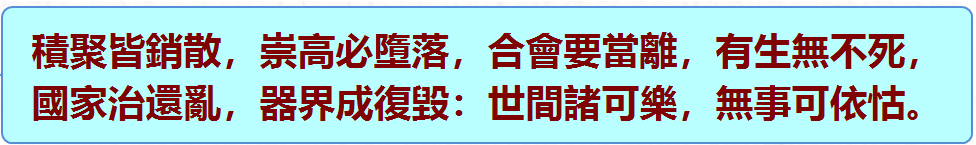 積聚皆銷散，崇高必墮落，合會要當離，有生無不死，
國家治還亂，器界成復毀：世間諸可樂，無事可依怙。